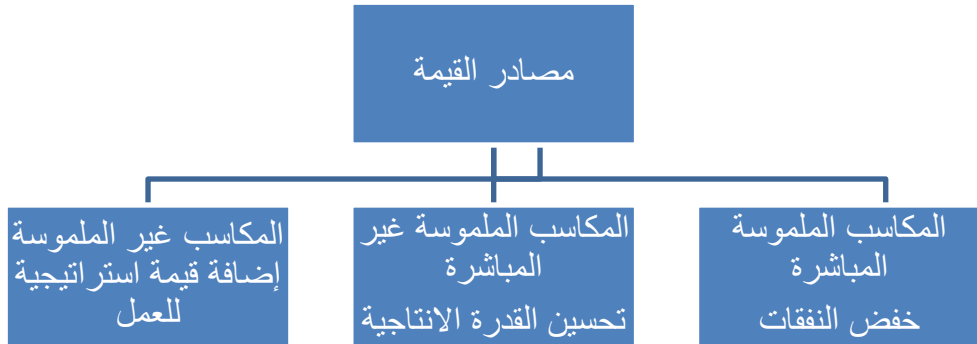 مصادر القيمة
المكاسب الملموسة
المباشرة
خفض النفقات
المكاسب الملموسة غير
المباشرة
تحسين القدرة الانتاجية
المكاسب غير الملموسة
إضافة قيمة استراتيجية
للعمل